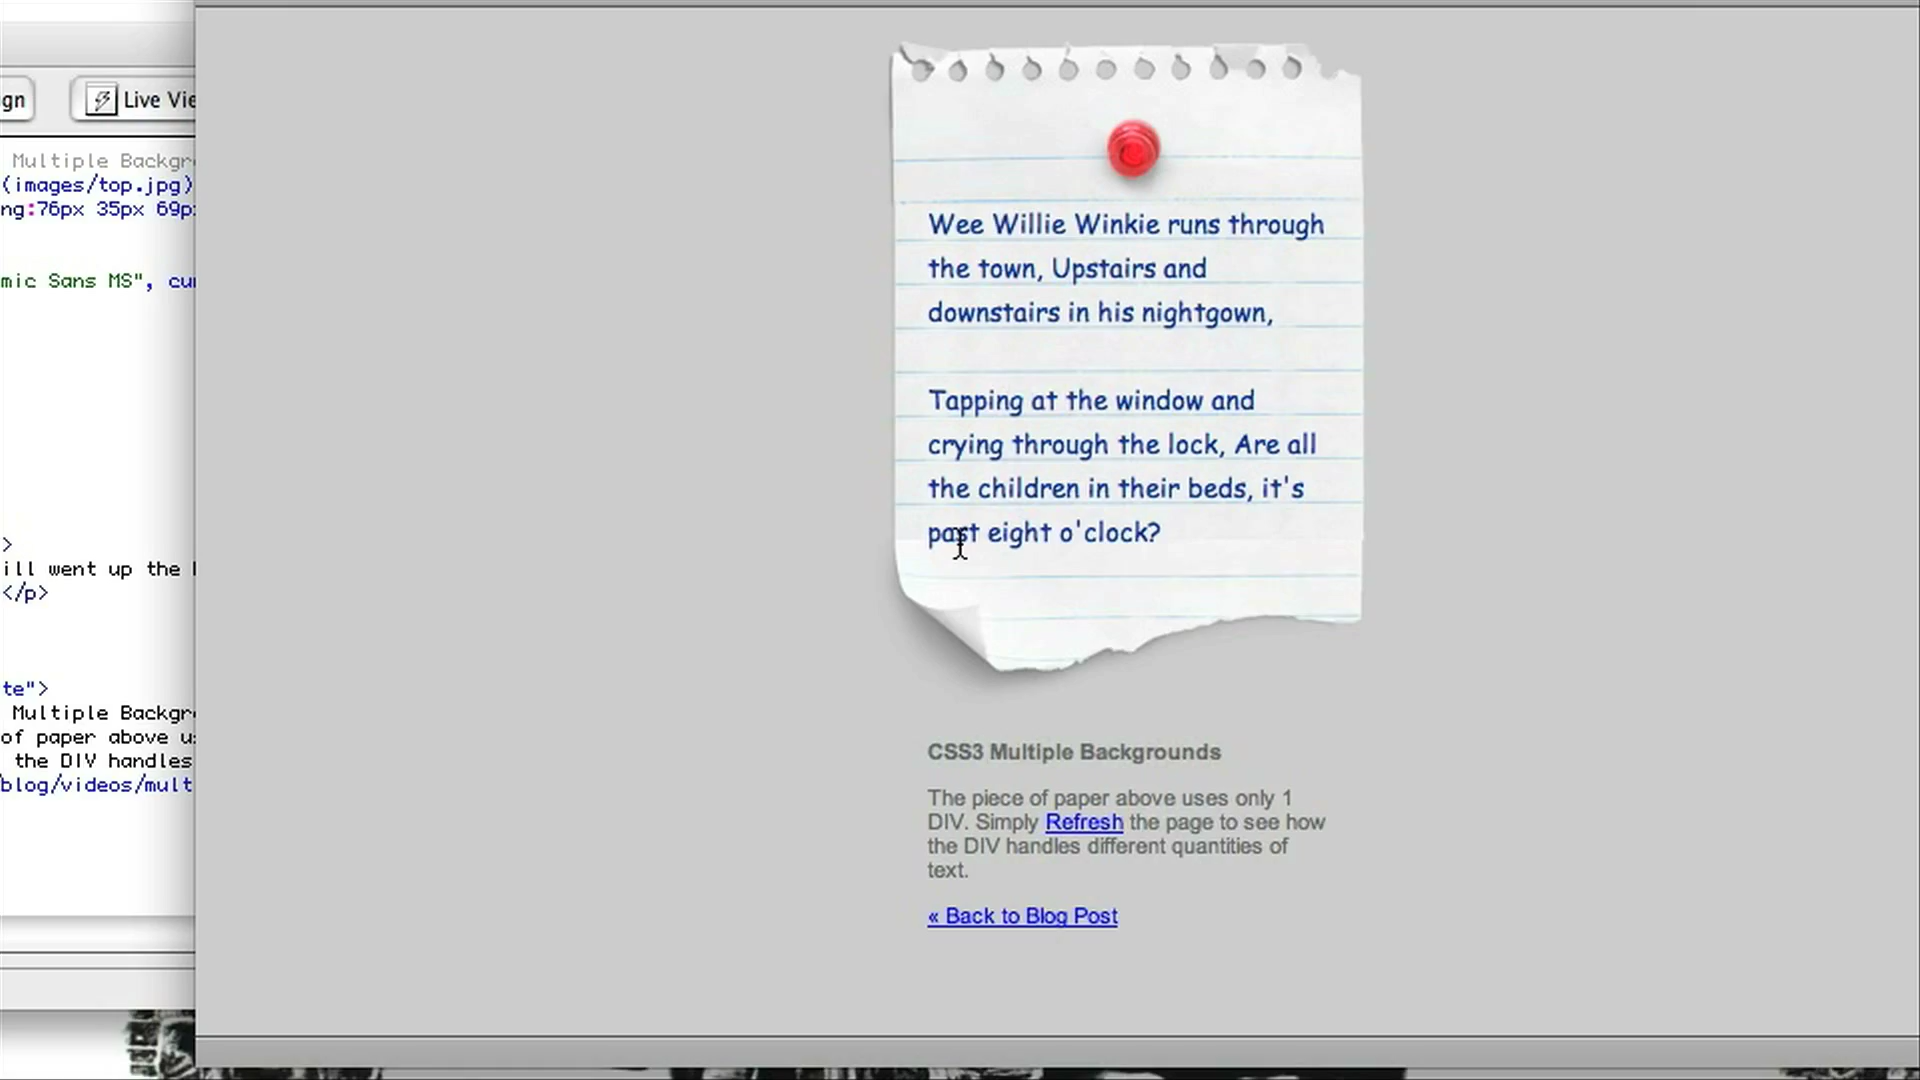 gn
Live Vie
Multiple Backgr
(images/top.jpg)
ng:76px 35px 69p
mic Sans MS", cu
>
ill went up the
</p>
te">
Multiple Backgr
of paper above u
the DIV handles
blog/videos/mult
Wee Willie Winkie runs through
the town, Upstairs and
downstairs in his nightgown,
Tapping at the window and
crying through the lock, Are all
the children in their beds, it's
past eight o'clock?
CSS3 Multiple Backgrounds
The piece of paper above uses only 1
DIV. Simply Refresh the page to see how
the DIV handles different quantities of
text.
« Back to Blog Post